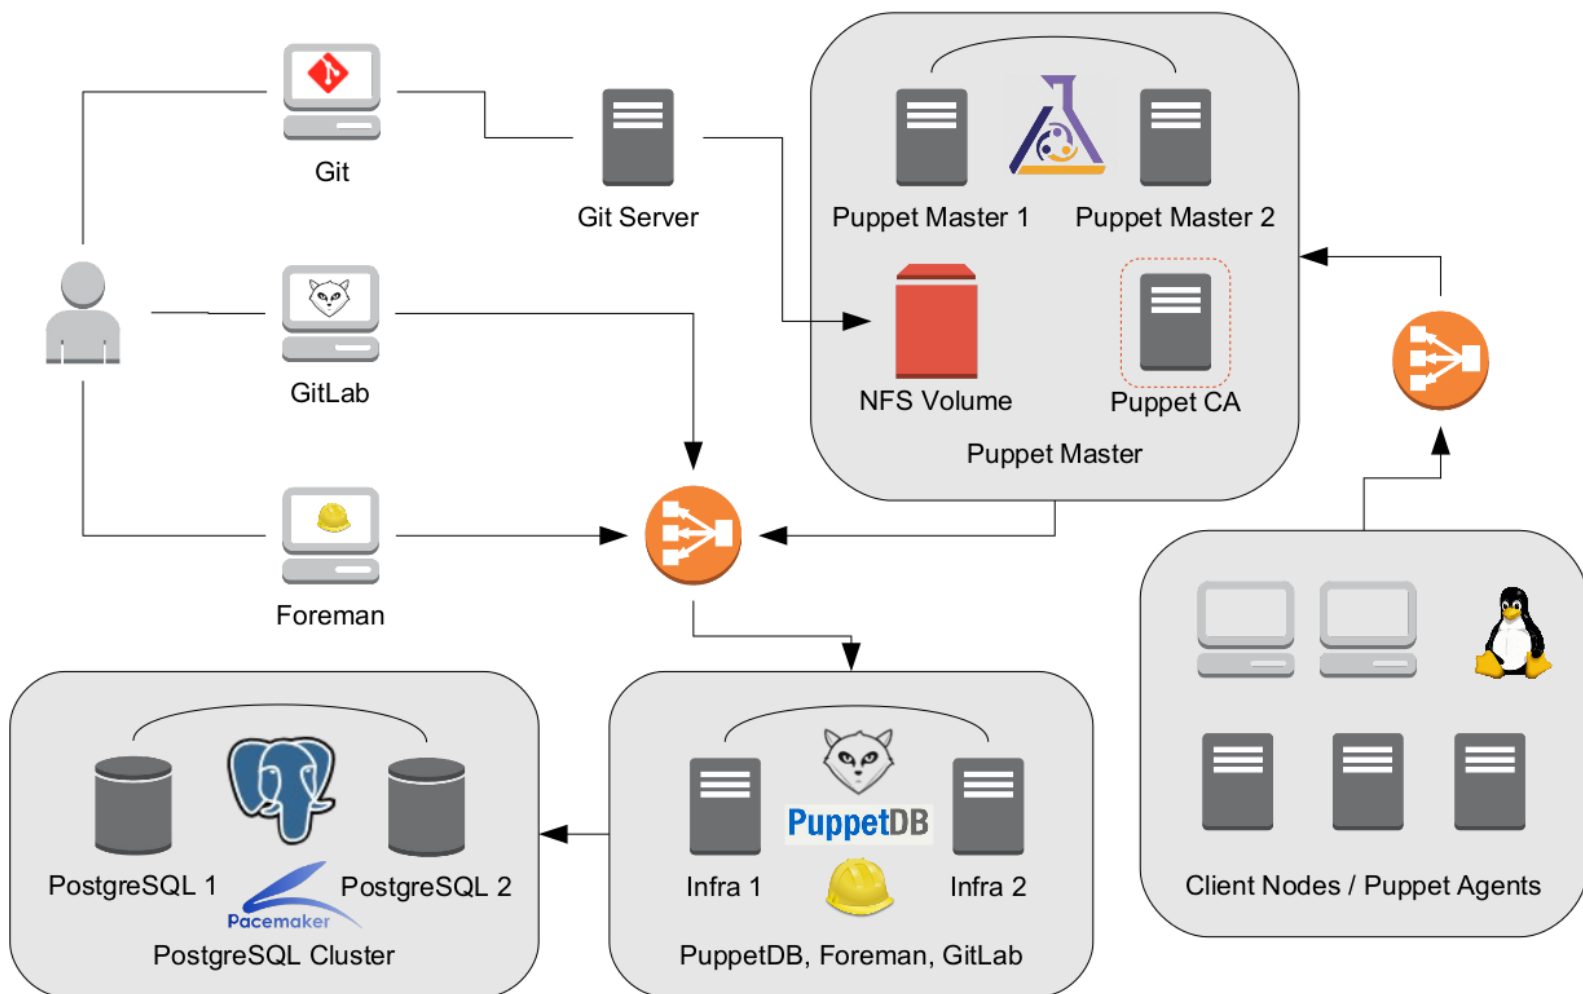 Git
Git Server
Puppet Master 1
Puppet Master 2
GitLab
NFS Volume
Puppet CA
Puppet Master
Foreman
PostgreSQL 1
PostgreSQL 2
Pacemaker
PostgreSQL Cluster
PuppetDB
Infra 1
Infra 2
PuppetDB, Foreman, GitLab
Client Nodes / Puppet Agents